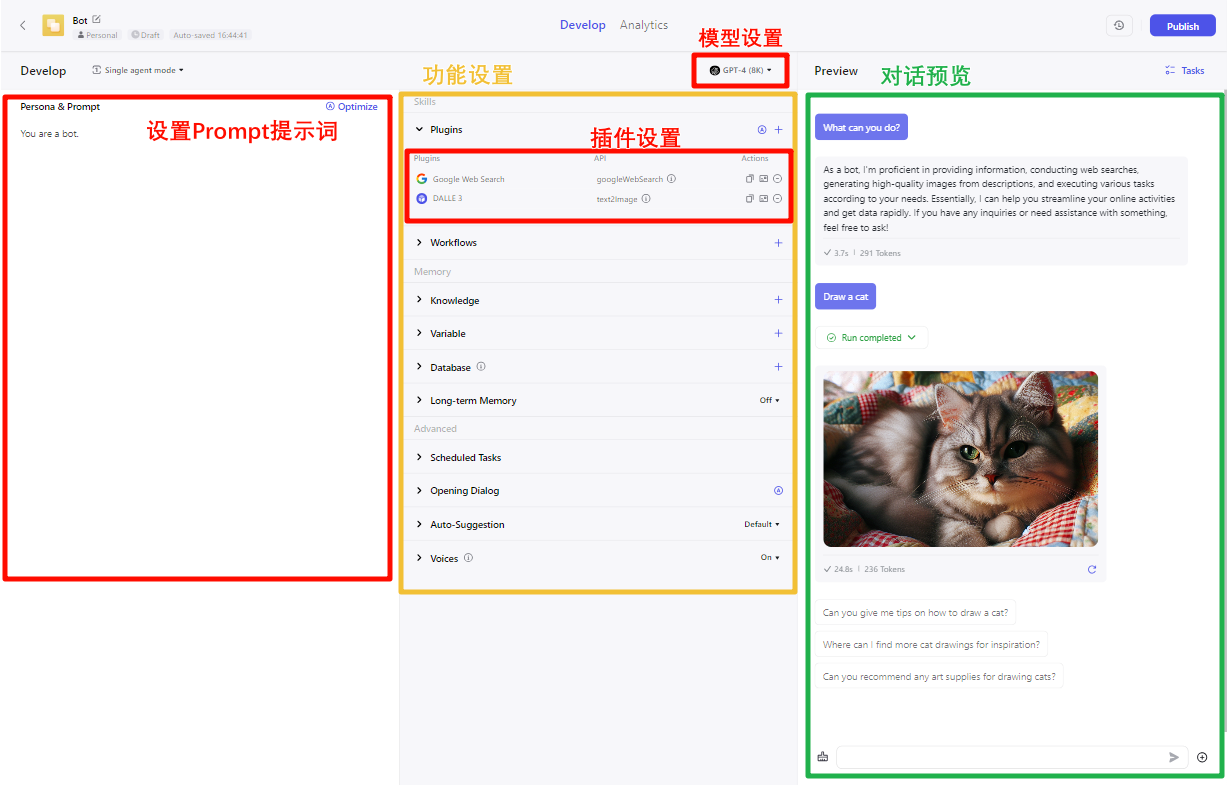 Bot
Personal
Draft
Auto-saved 16:44:41
Develop
Analytics
Publish
模型设置
Develop
Single agent mode
功能设置
GPT-4 (8K)
Preview
对话预览
Tasks
Persona & Prompt
Optimize
You are a bot.
设置Prompt提示词
Skills
Plugins
插件设置
Plugins
API
Actions
Google Web Search
googleWebSearch
DALLE 3
text2Image
Workflows
Memory
Knowledge
Variable
Database
Long-term Memory
Off
Advanced
Scheduled Tasks
Opening Dialog
Auto-Suggestion
Default
Voices
On
What can you do?
As a bot, I'm proficient in providing information, conducting web searches,
generating high-quality images from descriptions, and executing various tasks
according to your needs. Essentially, I can help you streamline your online activities
and get data rapidly. If you have any inquiries or need assistance with something,
feel free to ask!
3.7s
291 Tokens
Draw a cat
Run completed
24.8s
236 Tokens
Can you give me tips on how to draw a cat?
Where can I find more cat drawings for inspiration?
Can you recommend any art supplies for drawing cats?